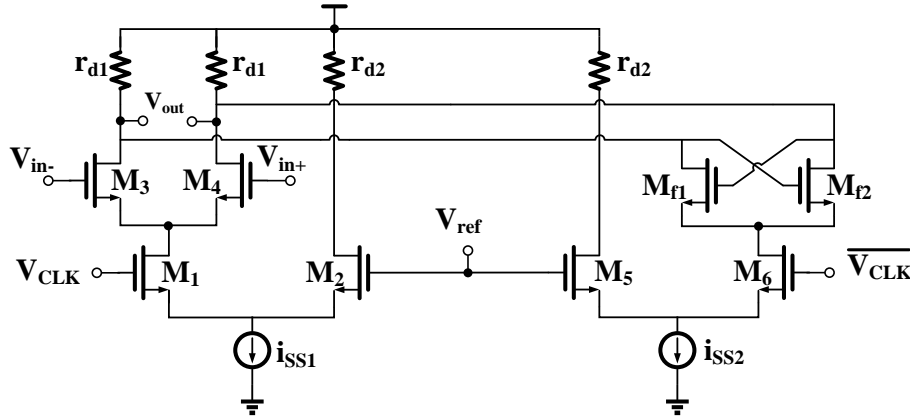 r_d1 r_d1 r_d2 r_d2
V_out
V_in- V_in+
M_3 M_4 M_f1 M_f2
V_ref
V_CLK M_1 M_2 M_5 M_6 V̅_C̅L̅K̅
i_SS1 i_SS2